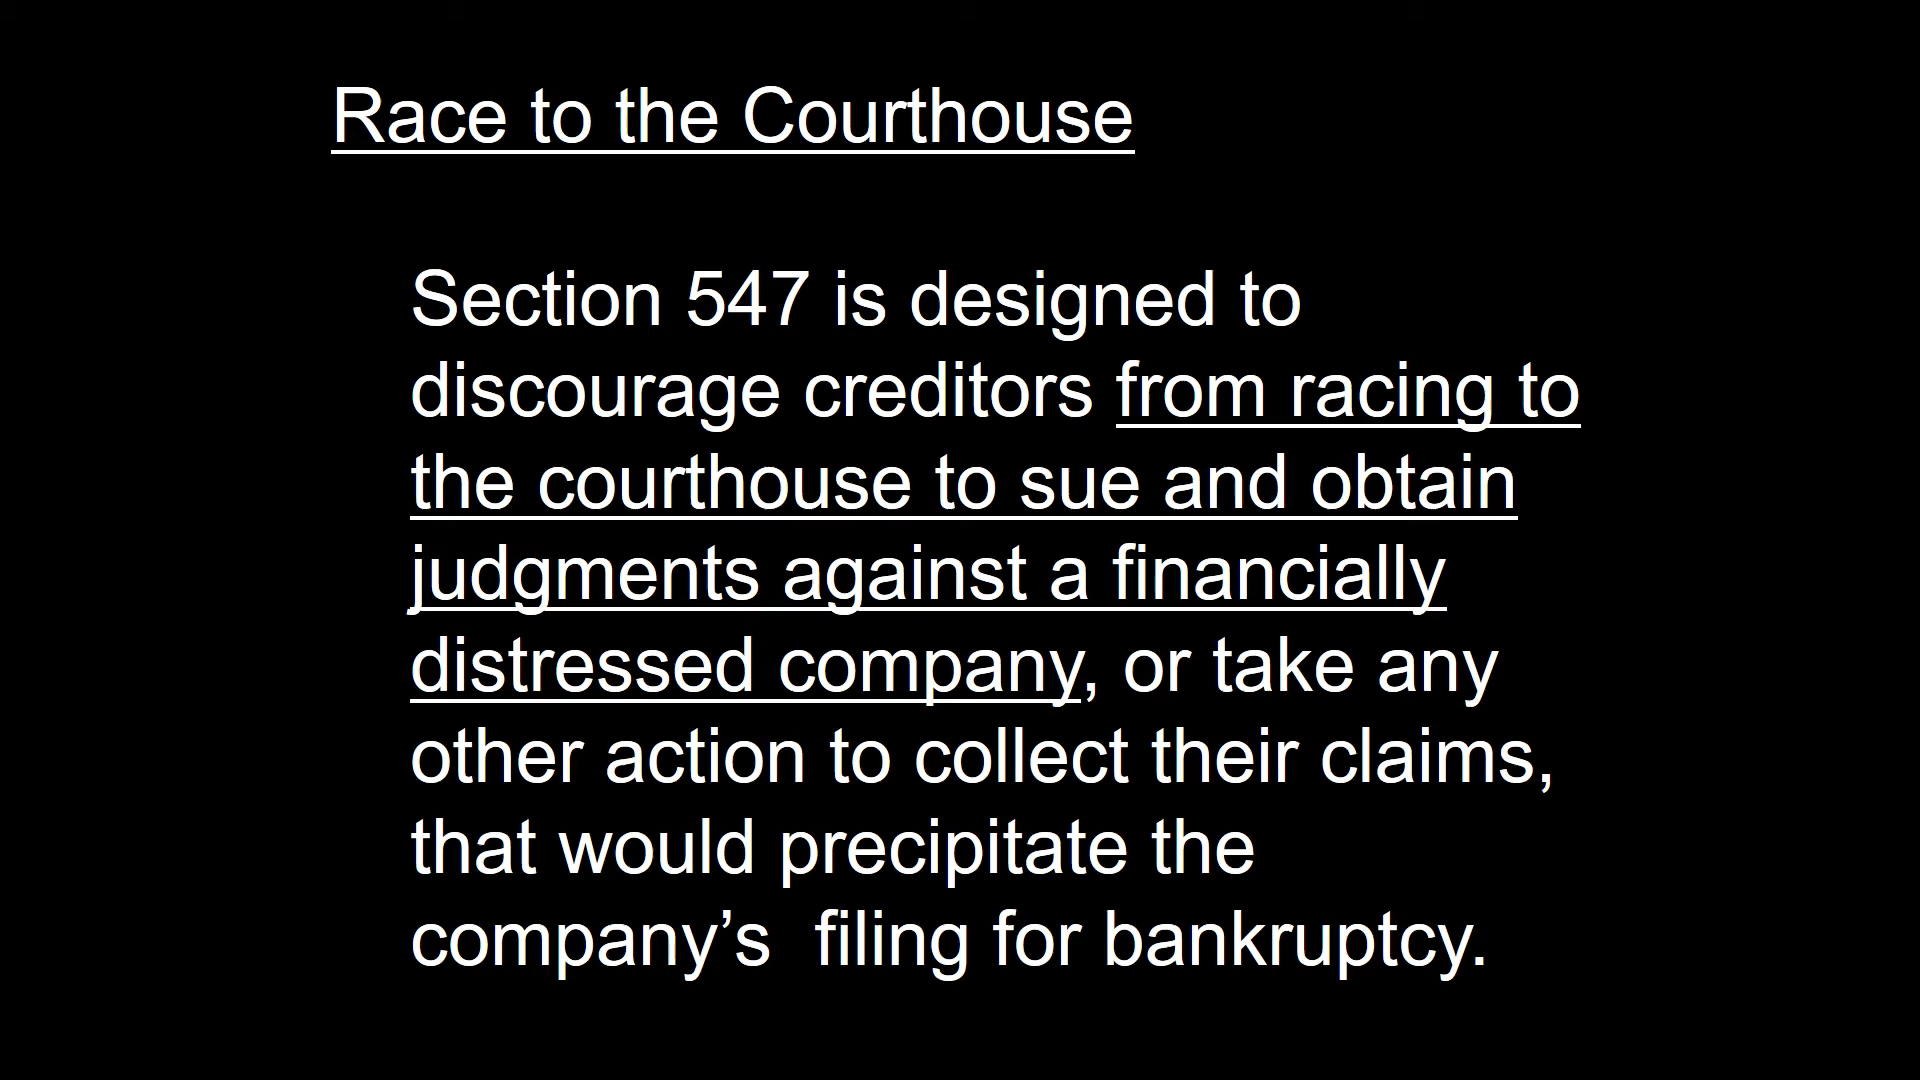 Race to the Courthouse
Section 547 is designed to
discourage creditors from racing to
the courthouse to sue and obtain
judgments against a financially
distressed company, or take any
other action to collect their claims,
that would precipitate the
company’s  filing for bankruptcy.